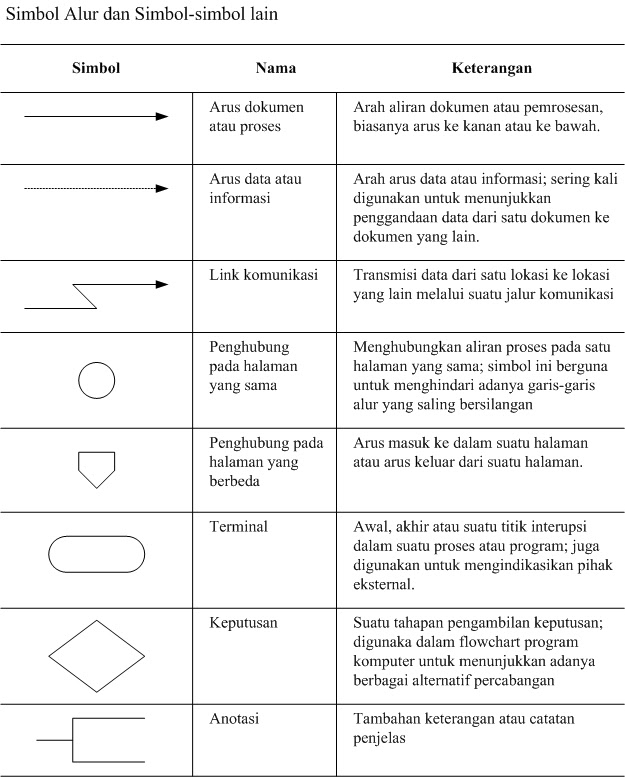 Simbol Alur dan Simbol-simbol lain
Simbol Nama Keterangan
Arus dokumen
atau proses
Arah aliran dokumen atau pemrosesan,
biasanya arus ke kanan atau ke bawah.
Arus data atau
informasi
Arah arus data atau informasi; sering kali
digunakan untuk menunjukkan
penggandaan data dari satu dokumen ke
dokumen yang lain.
Link komunikasi
Transmisi data dari satu lokasi ke lokasi
yang lain melalui suatu jalur komunikasi
Penghubung
pada halaman
yang sama
Menghubungkan aliran proses pada satu
halaman yang sama; simbol ini berguna
untuk menghindari adanya garis-garis
alur yang saling bersilangan
Penghubung pada
halaman yang
berbeda
Arus masuk ke dalam suatu halaman
atau arus keluar dari suatu halaman.
Terminal
Awal, akhir atau suatu titik interupsi
dalam suatu proses atau program; juga
digunakan untuk mengindikasikan pihak
eksternal.
Keputusan
Suatu tahapan pengambilan keputusan;
digunaka dalam flowchart program
komputer untuk menunjukkan adanya
berbagai alternatif percabangan
Anotasi
Tambahan keterangan atau catatan
penjelas